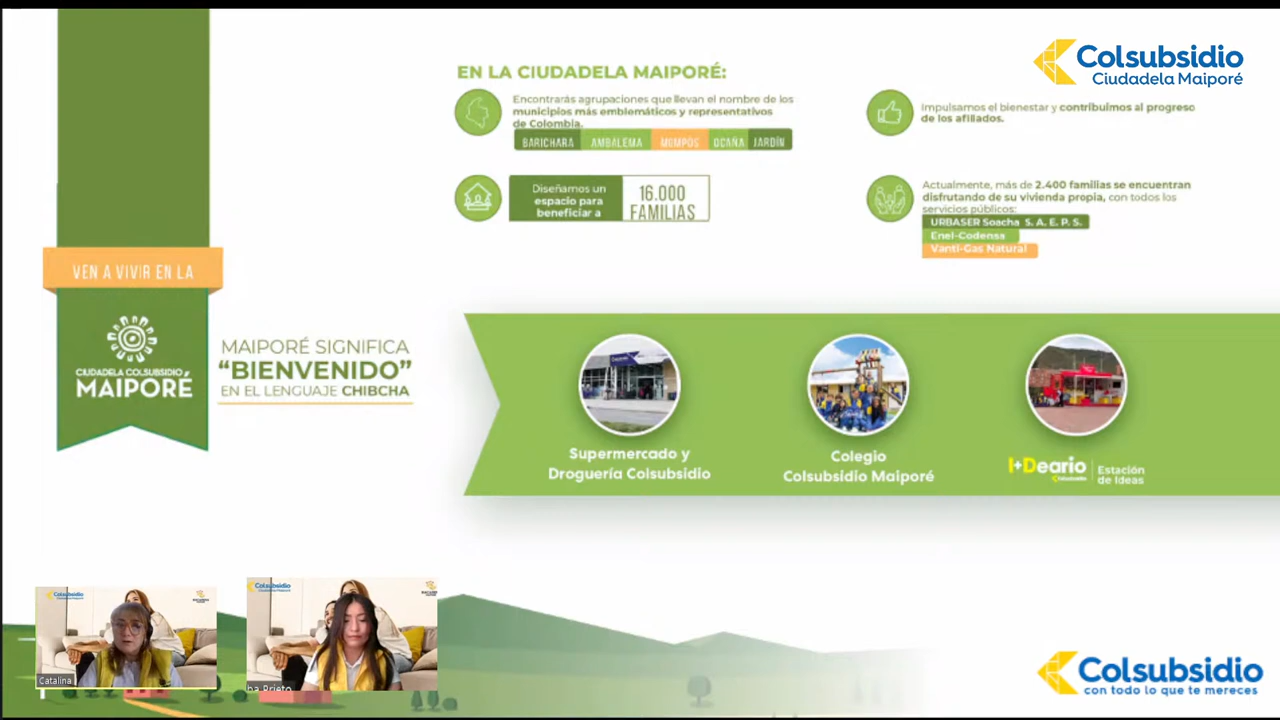 Colsubsidio
Ciudadela Maiporé
EN LA CIUDADELA MAIPORÉ:
Encontrarás agrupaciones que llevan el nombre de los
municipios más emblemáticos y representativos
de Colombia.
BARICHARA AMBALEMA MOMPÓS OCAÑA JARDÍN
Impulsamos el bienestar y contribuimos al progreso
de los afiliados.
Diseñamos un
espacio para
beneficiar a
16.000
FAMILIAS
Actualmente, más de 2.400 familias se encuentran
disfrutando de su vivienda propia, con todos los
servicios públicos:
URBASER Soacha S. A. E. P. S.
Enel-Codensa
Vanti-Gas Natural
VEN A VIVIR EN LA
CIUDADELA COLSUBSIDIO
MAIPORÉ
MAIPORÉ SIGNIFICA
“BIENVENIDO”
EN EL LENGUAJE CHIBCHA
Supermercado y
Droguería Colsubsidio
Colegio
Colsubsidio Maiporé
I+Deario
Colsubsidio
Estación
de Ideas
Colsubsidio
Catalina
Colsubsidio
Prieto
Colsubsidio
con todo lo que te mereces